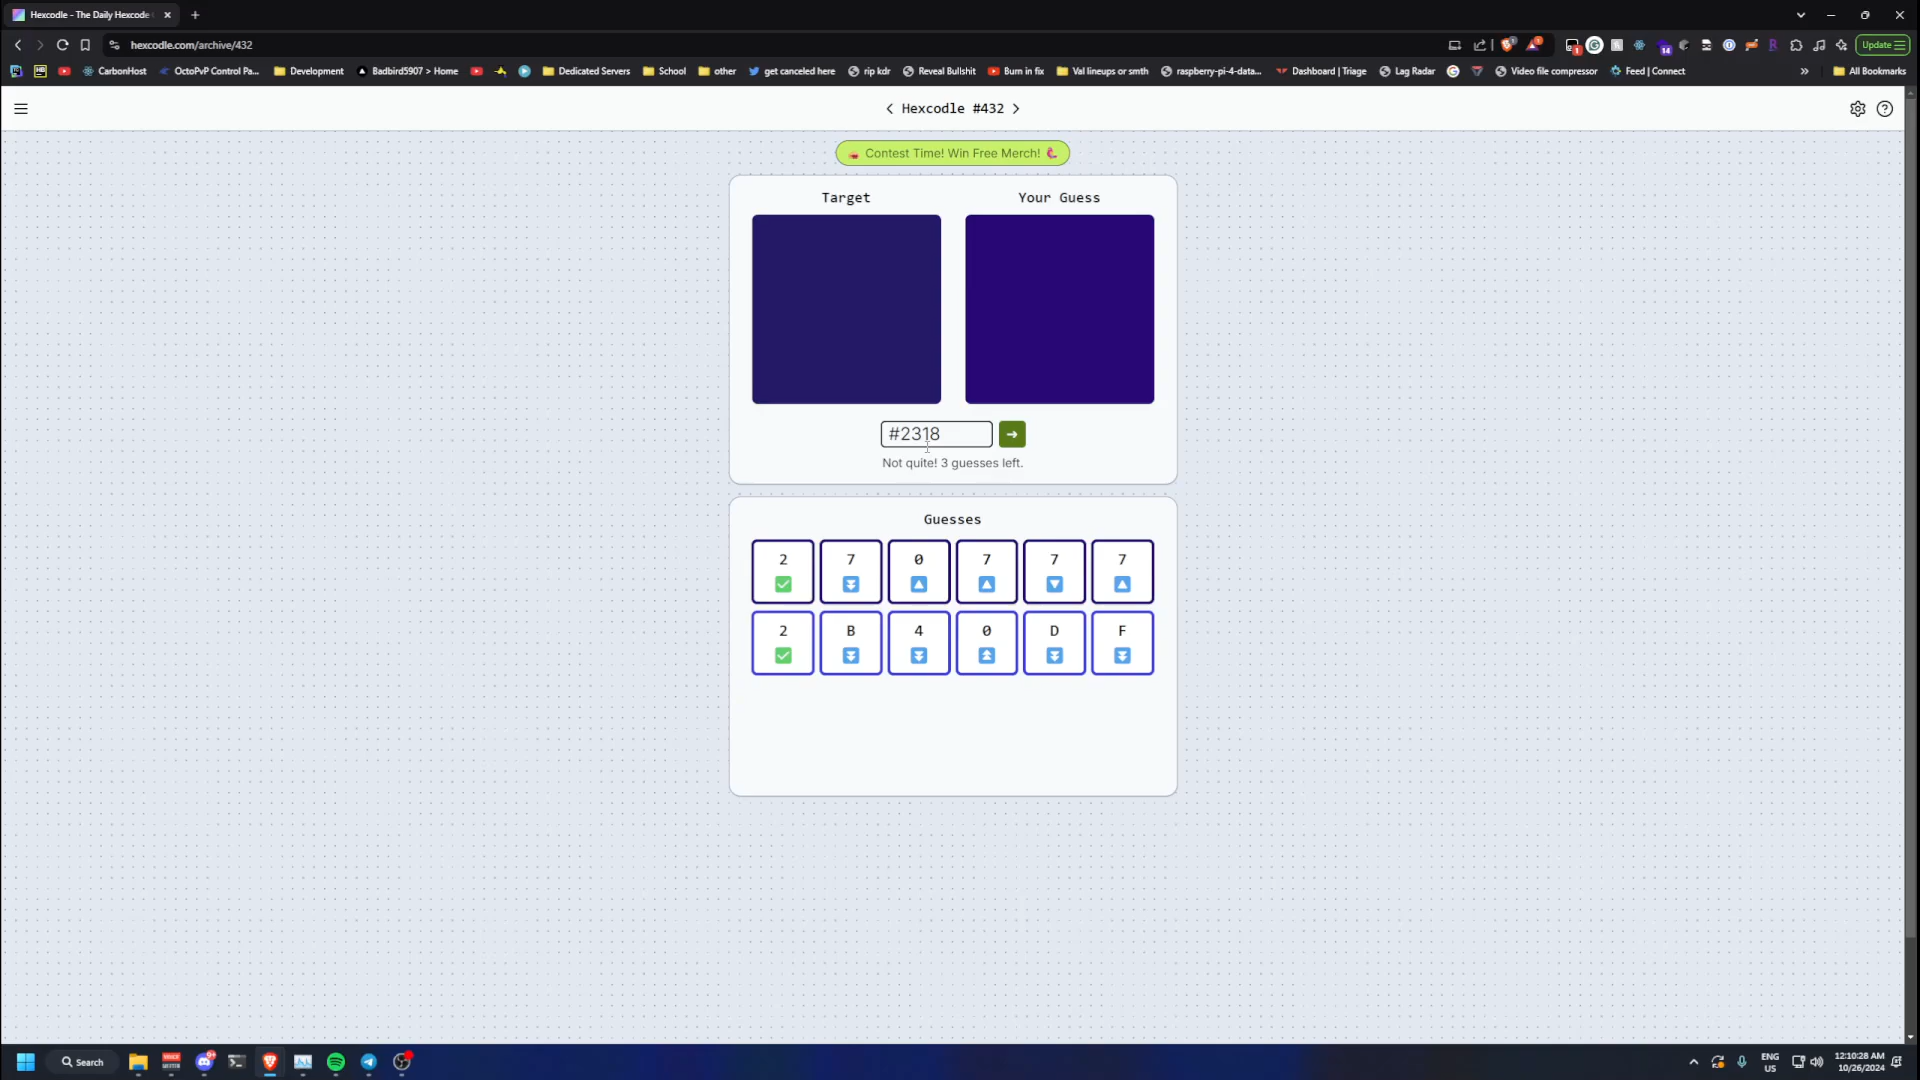 Hexcodle - The Daily Hexcode
hexcodle.com/archive/432
Update
CarbonHost
OctoPvP Control Pa...
Development
Badbird5907 > Home
Dedicated Servers
School
other
get canceled here
rip kdr
Reveal Bullshit
Burn in fix
Val lineups or smth
raspberry-pi-4-data...
Dashboard | Triage
Lag Radar
Video file compressor
Feed | Connect
All Bookmarks
Hexcodle #432
Contest Time! Win Free Merch!
Target
Your Guess
#2318
Not quite! 3 guesses left.
Guesses
2 7 0 7 7 7
2 B 4 0 D F
Search
ENG
US
12:10:28 AM
10/26/2024